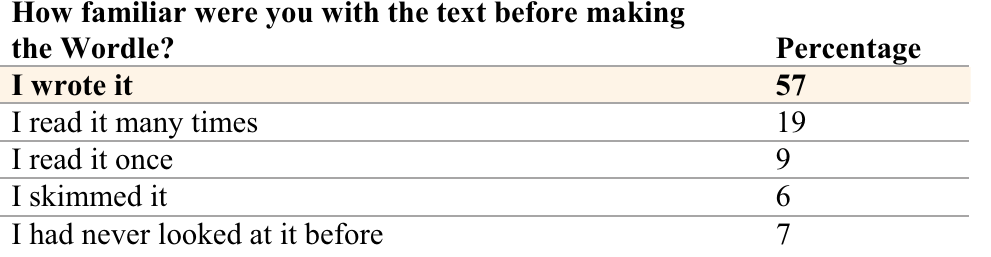 How familiar were you with the text before making
the Wordle? Percentage
I wrote it 57
I read it many times 19
I read it once 9
I skimmed it 6
I had never looked at it before 7